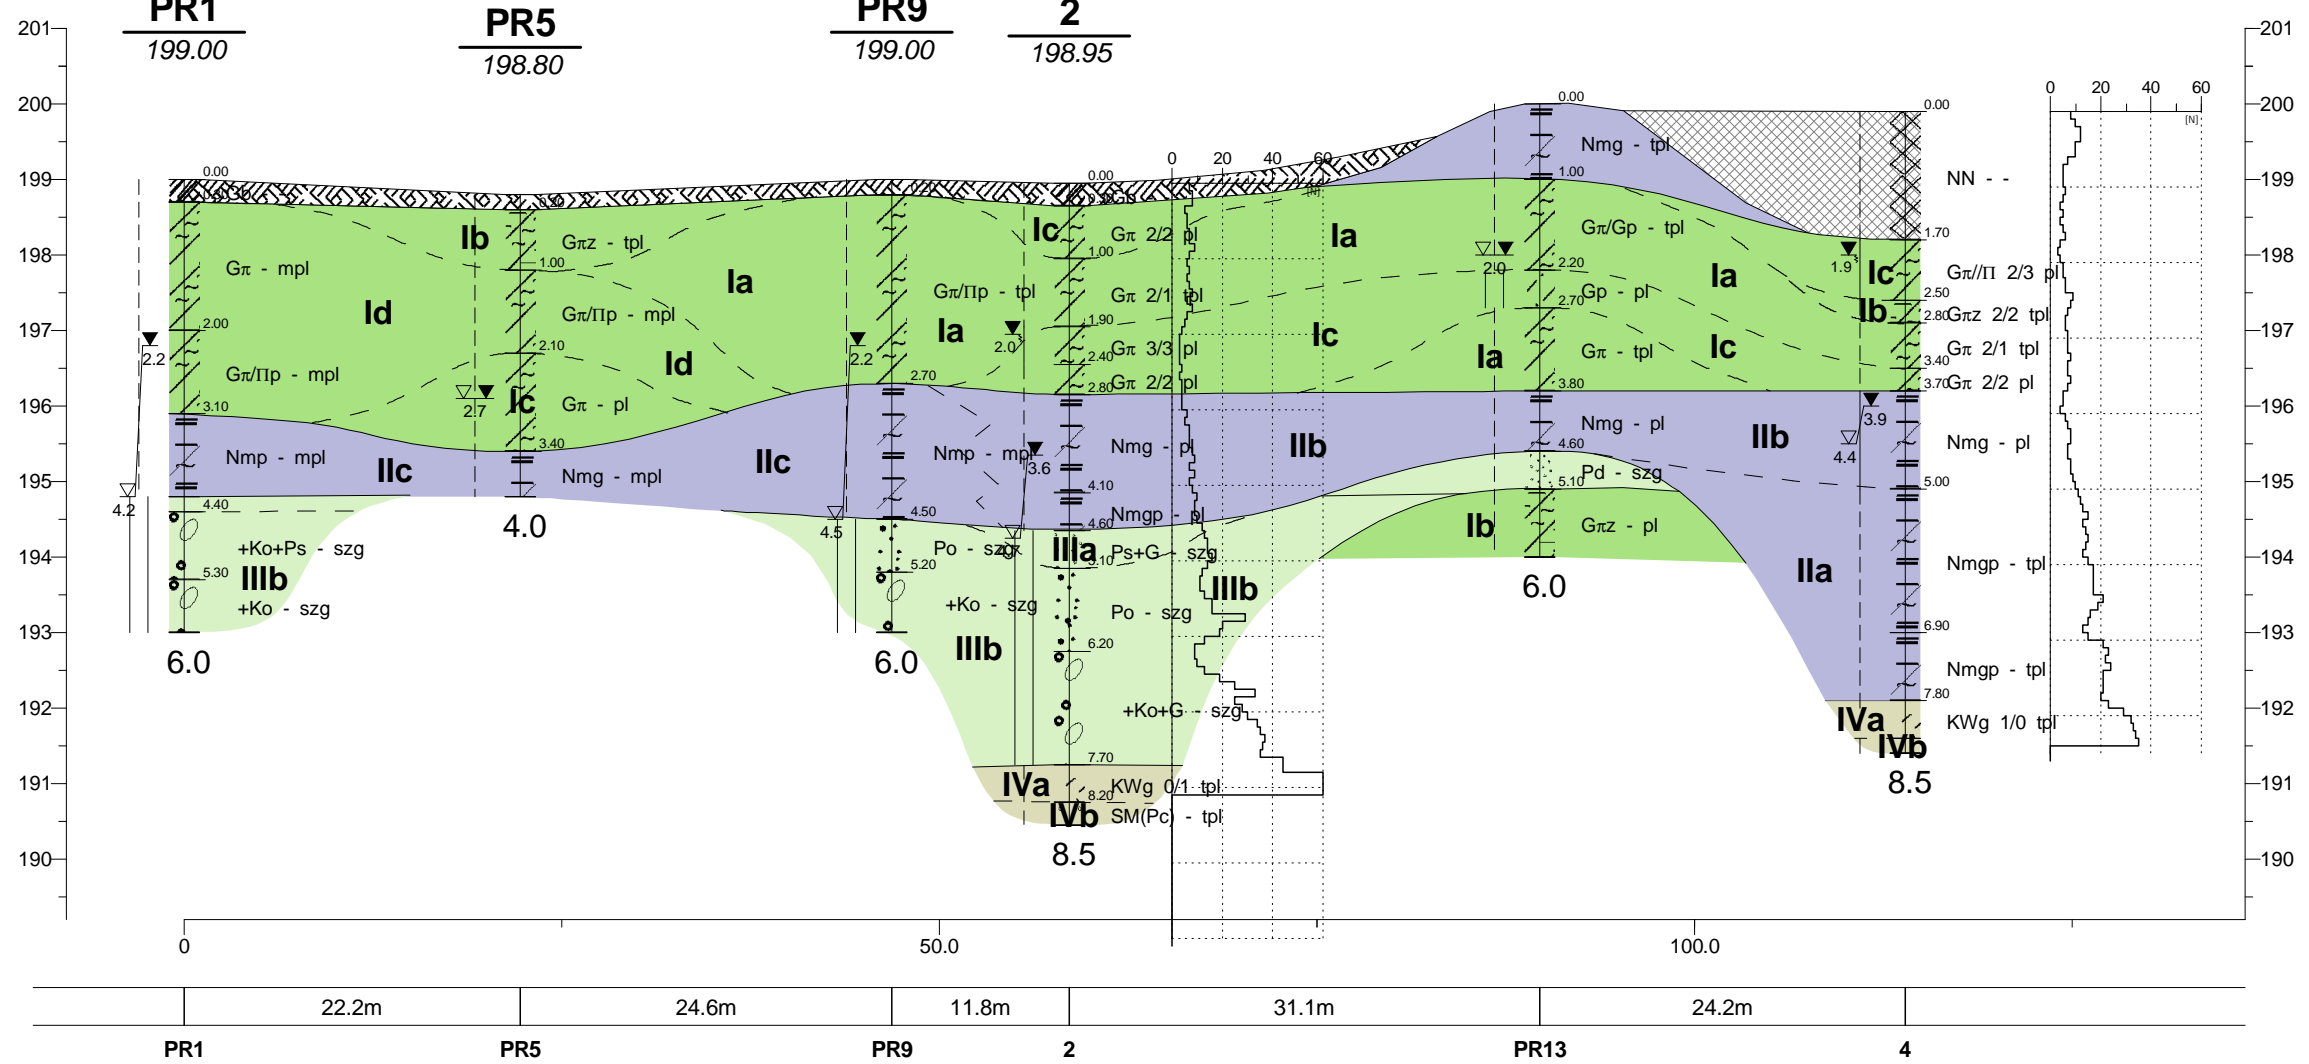 PR1
199.00
PR5
198.80
PR9
199.00
2
198.95
201
200
199
198
197
196
195
194
193
192
191
190
201
200
199
198
197
196
195
194
193
192
191
190
0.00
Gπ - mpl
2.00
Gπ/Πp - mpl
3.10
Nmp - mpl
4.40
+Ko+Ps - szg
5.30
IIIb
+Ko - szg
6.0
2.2
4.2
Id
IIc
Ib
Gπz - tpl
1.00
Gπ/Πp - mpl
2.10
Ic
Gπ - pl
3.40
Nmg - mpl
4.0
2.7
Ia
Id
IIc
0.20
Gπ/Πp - tpl
Ia
2.70
Nmp - mpl
4.50
Po - szg
5.20
+Ko - szg
IIIb
6.0
2.2
4.5
0.00
Ic
Gπ 2/2 pl
1.00
Gπ 2/1 tpl
1.90
Gπ 3/3 pl
2.40
Gπ 2/2 pl
2.80
Nmg - pl
4.10
Nmgp - pl
4.60
IIIa
Ps+G - szg
5.10
Po - szg
6.20
+Ko+G - szg
7.70
IVa
KWg 0/1 tpl
8.20
IVb
SM(Pc) - tpl
8.5
2.0
3.6
0 20 40 60
[N]
Ia
Ic
IIb
IIIb
0.00
Nmg - tpl
1.00
Gπ/Gp - tpl
2.20
Gp - pl
2.70
Ia
Gπ - tpl
3.80
Nmg - pl
4.60
Pd - szg
5.10
Ib
Gπz - pl
6.0
2.0
Ia
Ic
IIb
IIa
0.00
NN - -
1.70
Ic
Gπ//Π 2/3 pl
2.50
Ib
Gπz 2/2 tpl
2.80
Gπ 2/1 tpl
3.40
Gπ 2/2 pl
3.70
Nmg - pl
5.00
Nmgp - tpl
6.90
Nmgp - tpl
7.80
IVa
KWg 1/0 tpl
IVb
8.5
1.9
3.9
4.4
0 20 40 60
[N]
0 50.0 100.0
22.2m 24.6m 11.8m 31.1m 24.2m
PR1 PR5 PR9 2 PR13 4